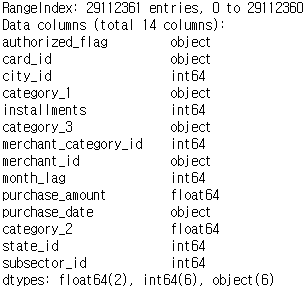 RangeIndex: 29112361 entries, 0 to 29112360
Data columns (total 14 columns):
authorized_flag object
card_id object
city_id int64
category_1 object
installments int64
category_3 object
merchant_category_id int64
merchant_id object
month_lag int64
purchase_amount float64
purchase_date object
category_2 float64
state_id int64
subsector_id int64
dtypes: float64(2), int64(6), object(6)